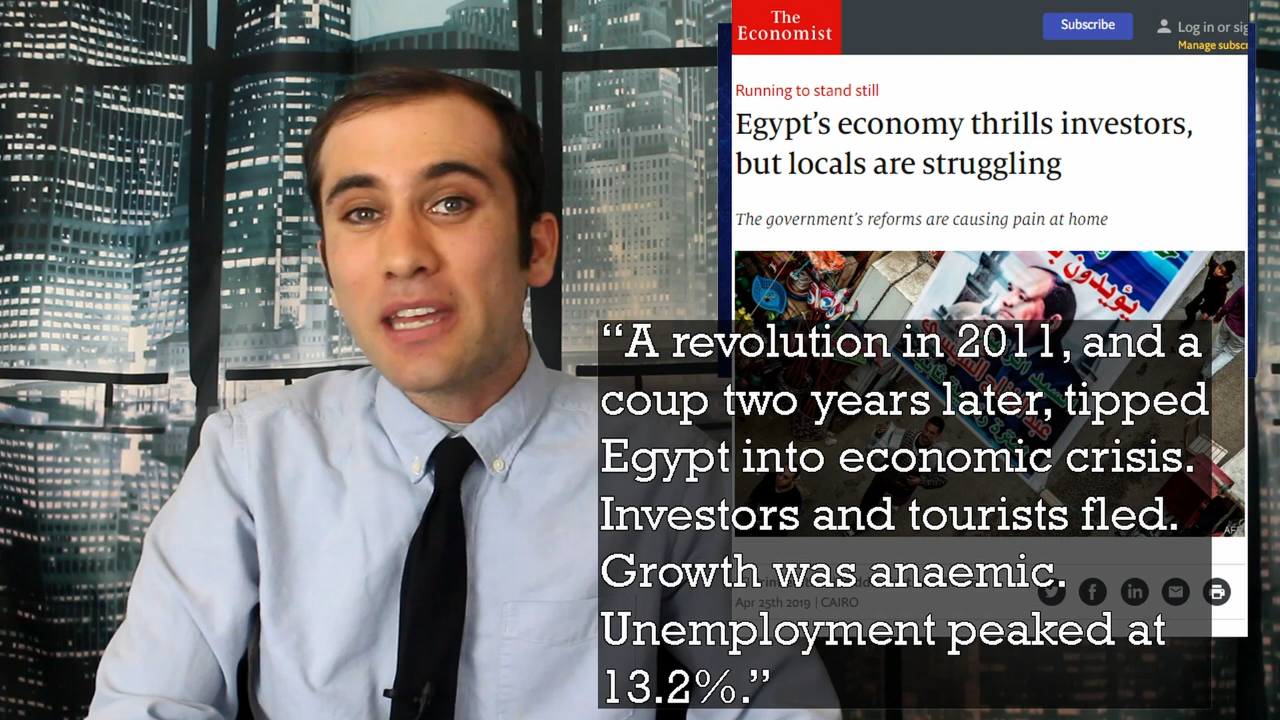 The
Economist
Subscribe
Log in or sig
Manage subscr
Running to stand still
Egypt's economy thrills investors,
but locals are struggling
The government's reforms are causing pain at home
يؤيدون
“A revolution in 2011, and a
coup two years later, tipped
Egypt into economic crisis.
Investors and tourists fled.
Growth was anaemic.
Unemployment peaked at
13.2%.”
Apr 25th 2019 | CAIRO